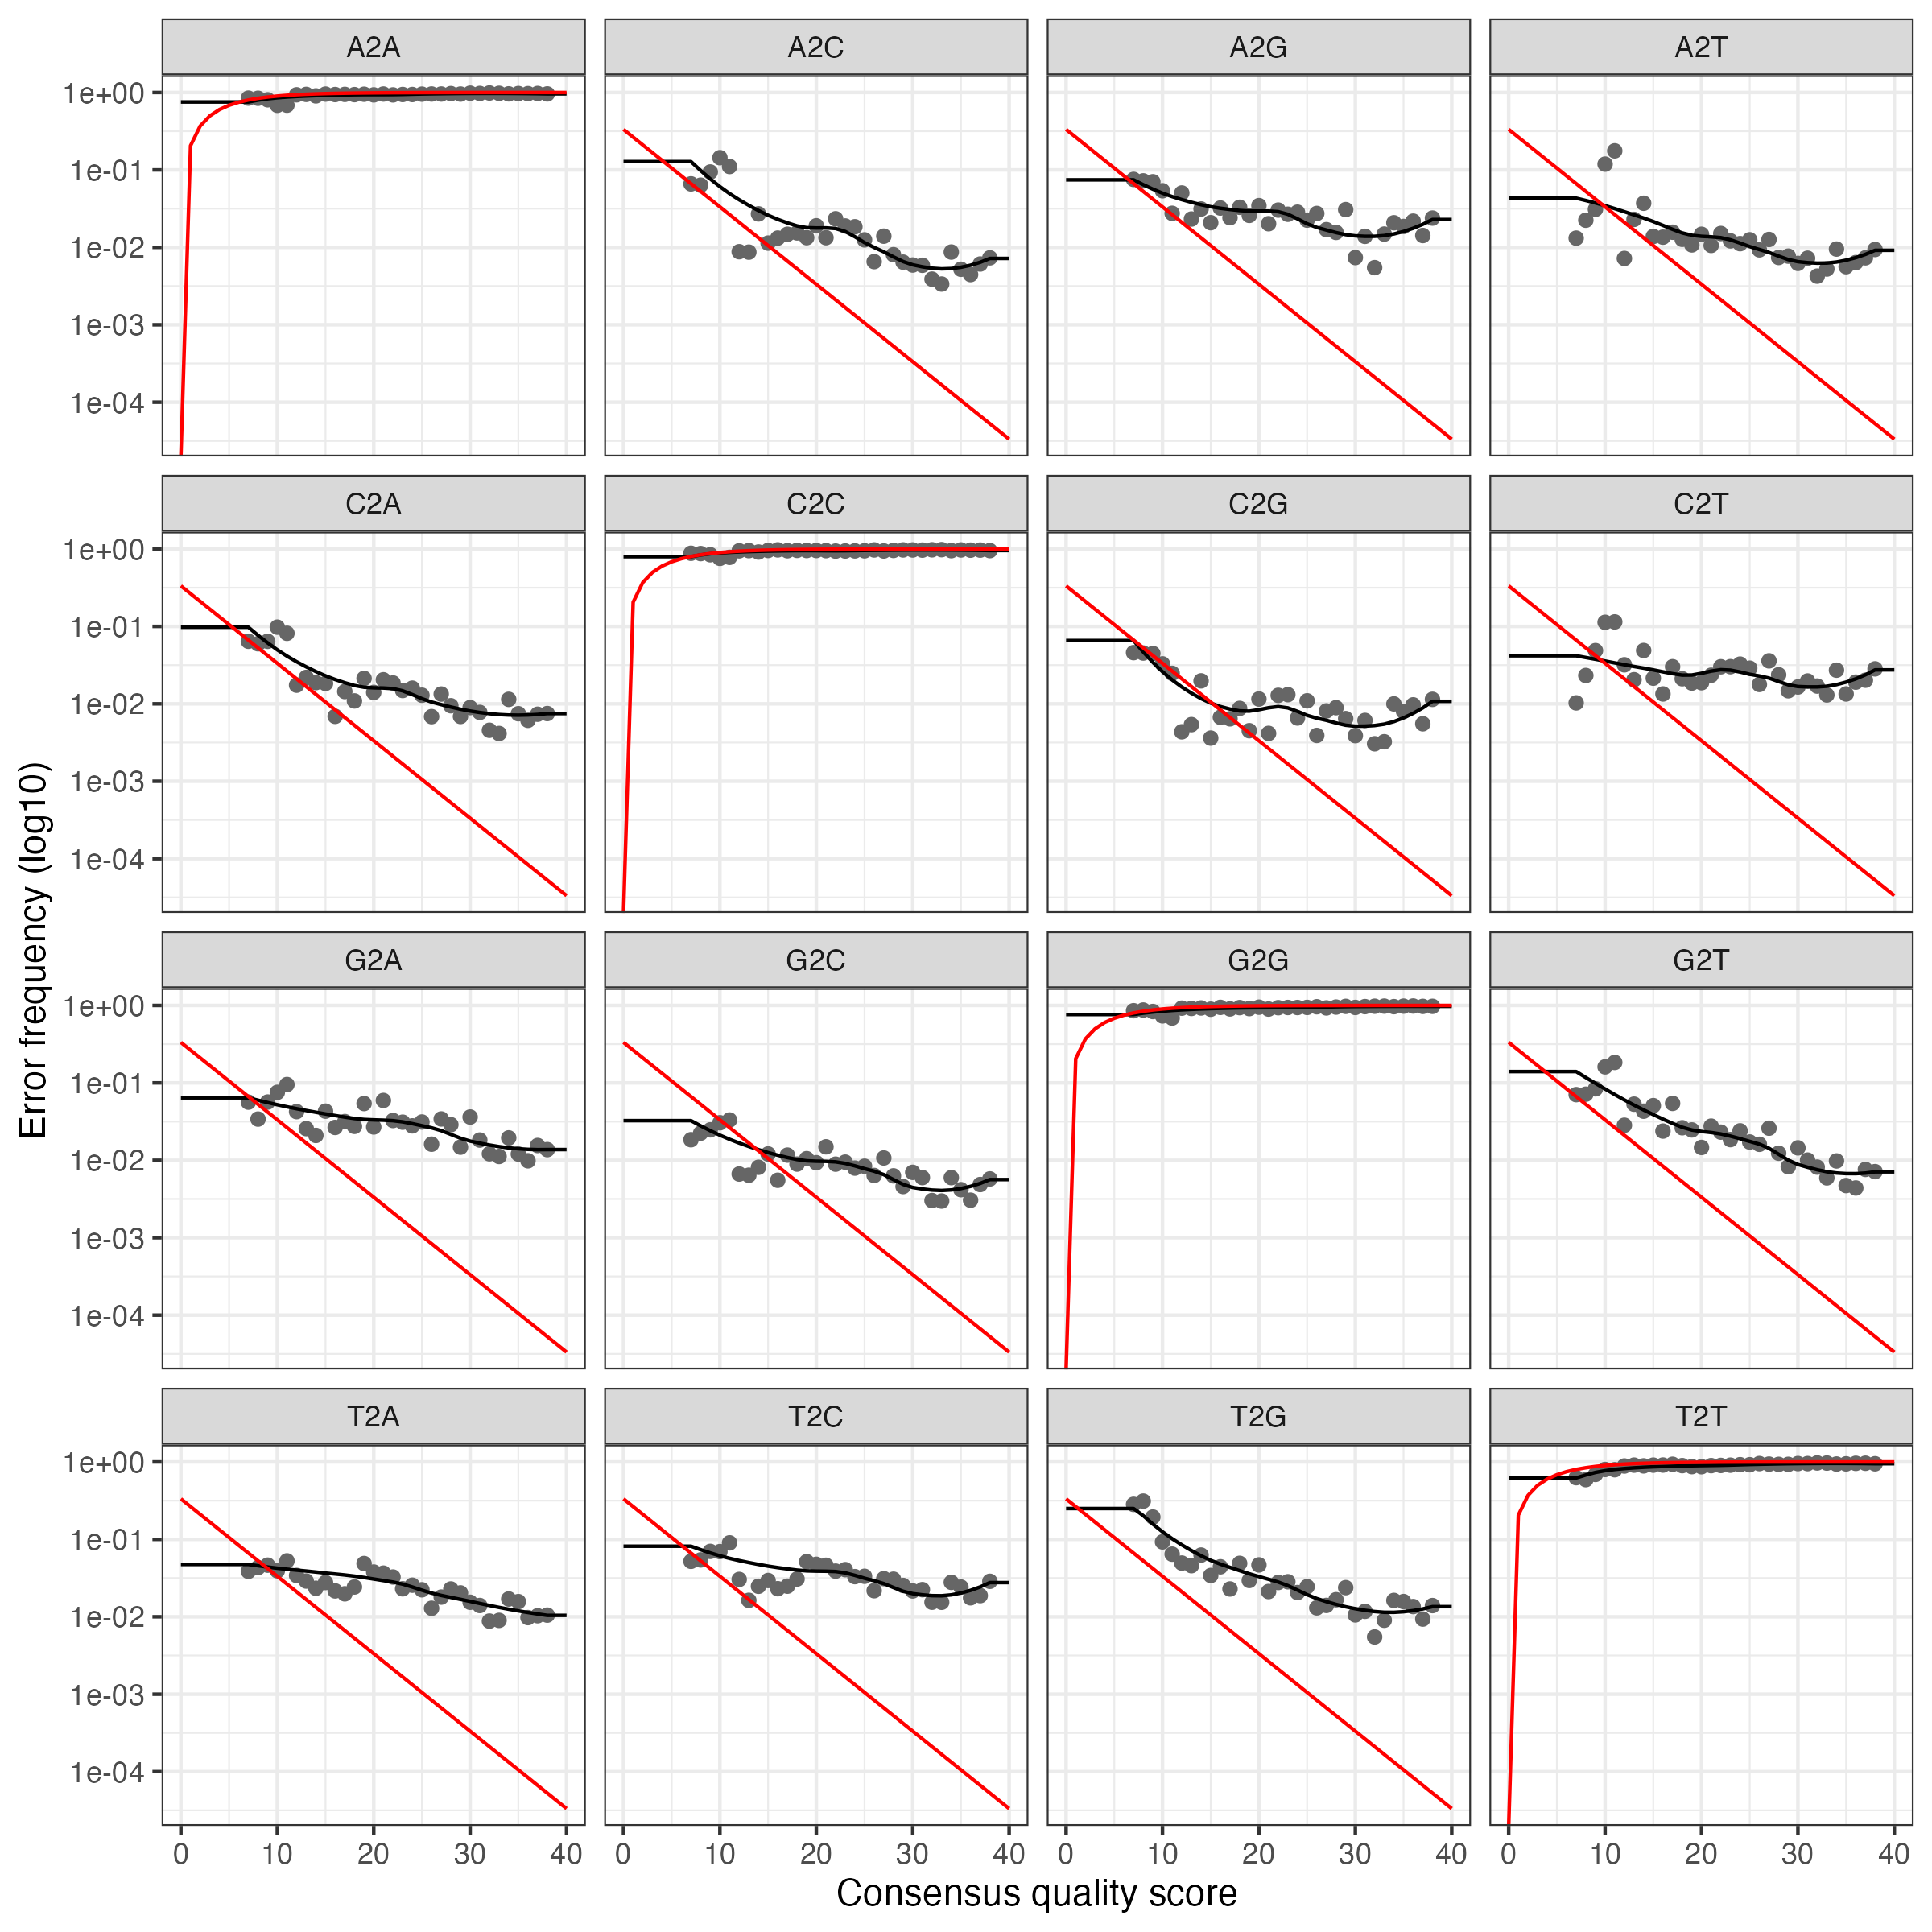 A2A A2C A2G A2T
1e+00
1e-01
1e-02
1e-03
1e-04
C2A C2C C2G C2T
1e+00
1e-01
1e-02
1e-03
1e-04
G2A G2C G2G G2T
1e+00
1e-01
1e-02
1e-03
1e-04
T2A T2C T2G T2T
1e+00
1e-01
1e-02
1e-03
1e-04
0 10 20 30 40 0 10 20 30 40 0 10 20 30 40 0 10 20 30 40
Consensus quality score
Error frequency (log10)